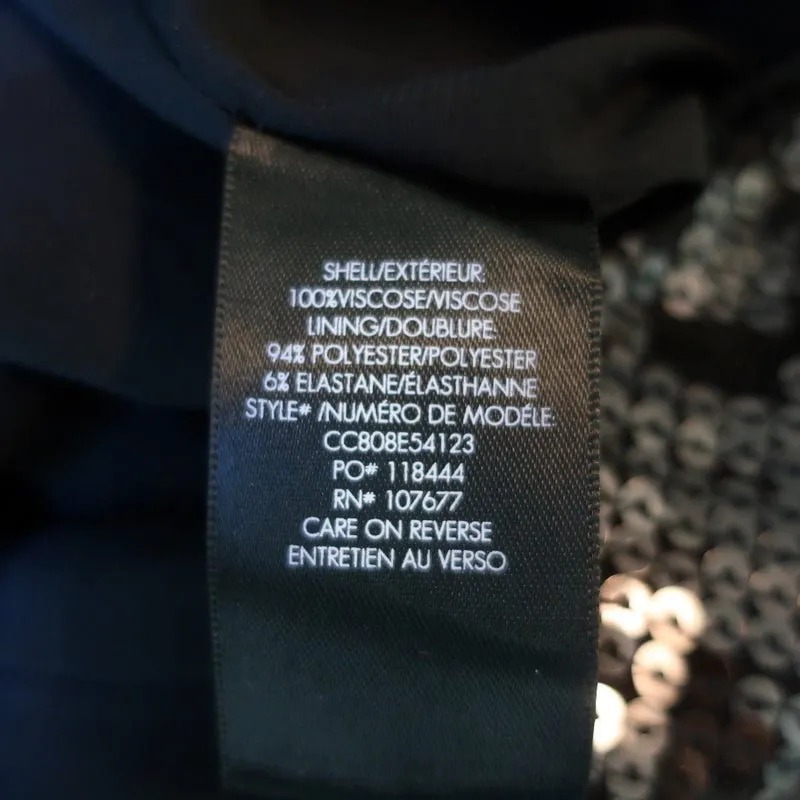 SHELL/EXTÉRIEUR:
100%VISCOSE/VISCOSE
LINING/DOUBLURE:
94% POLYESTER/POLYESTER
6% ELASTANE/ÉLASTHANNE
STYLE# /NUMÉRO DE MODÉLE:
CC808E54123
PO# 118444
RN# 107677
CARE ON REVERSE
ENTRETIEN AU VERSO